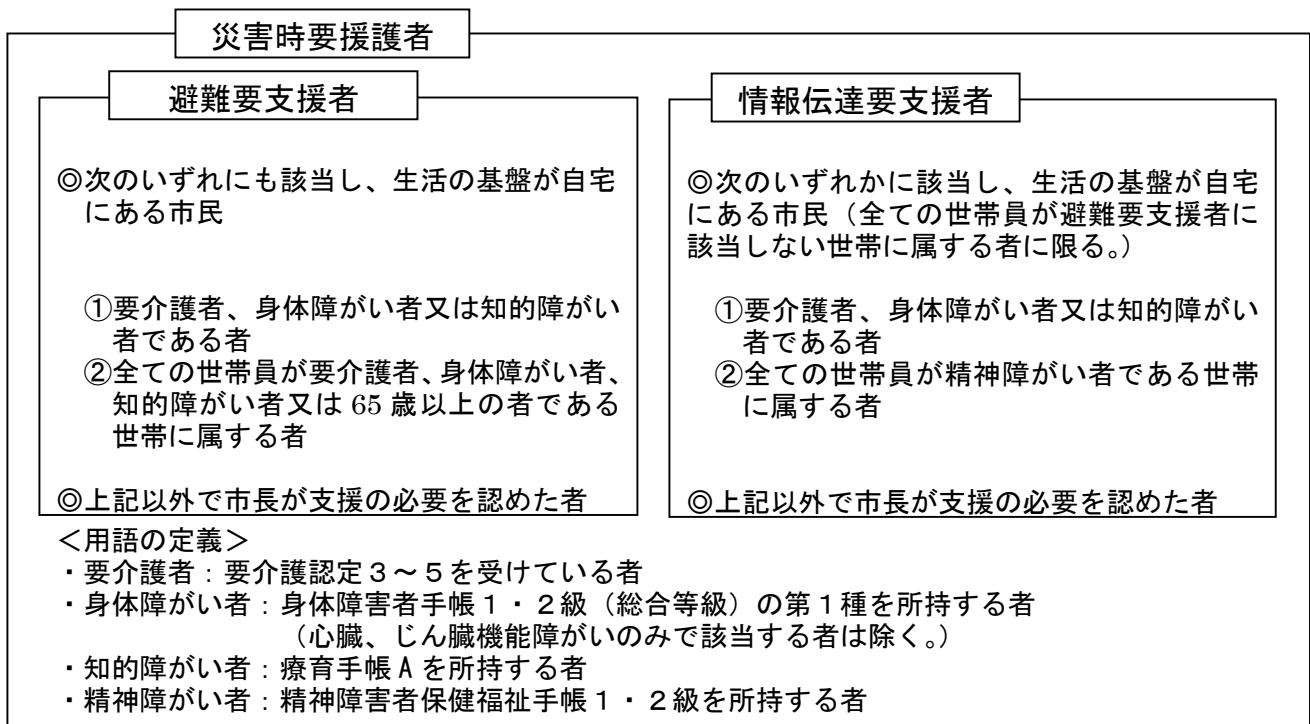 災害時要援護者
避難要支援者
◎次のいずれにも該当し、生活の基盤が自宅
にある市民
①要介護者、身体障がい者又は知的障がい
者である者
②全ての世帯員が要介護者、身体障がい者、
知的障がい者又は 65 歳以上の者である
世帯に属する者
◎上記以外で市長が支援の必要を認めた者
情報伝達要支援者
◎次のいずれかに該当し、生活の基盤が自宅
にある市民（全ての世帯員が避難要支援者に
該当しない世帯に属する者に限る。）
①要介護者、身体障がい者又は知的障がい
者である者
②全ての世帯員が精神障がい者である世帯
に属する者
◎上記以外で市長が支援の必要を認めた者
＜用語の定義＞
・要介護者：要介護認定３～５を受けている者
・身体障がい者：身体障害者手帳１・２級（総合等級）の第１種を所持する者
（心臓、じん臓機能障がいのみで該当する者は除く。）
・知的障がい者：療育手帳Ａを所持する者
・精神障がい者：精神障害者保健福祉手帳１・２級を所持する者